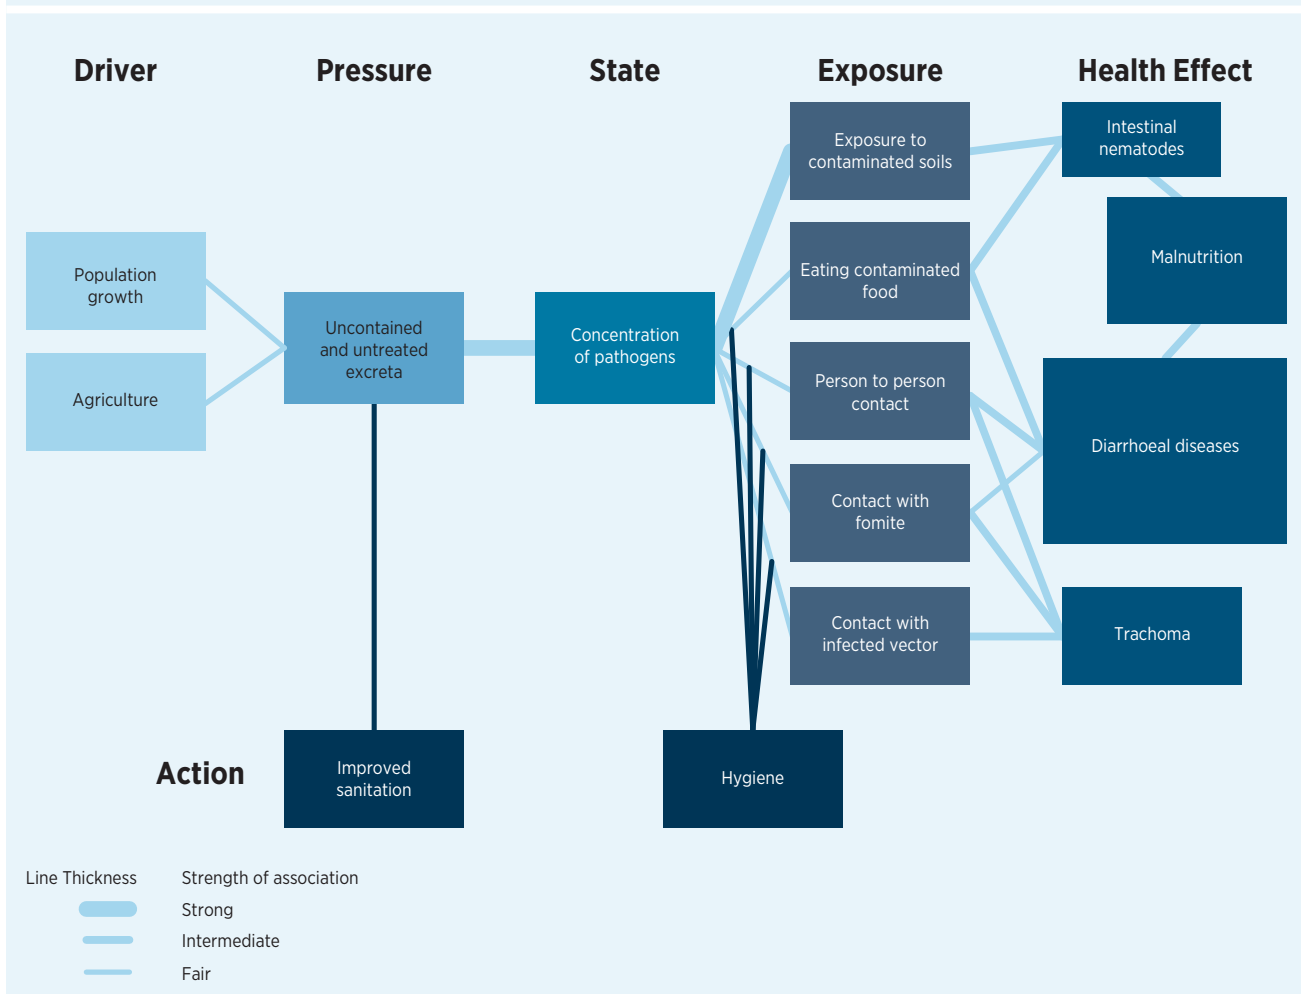 Driver
Pressure
State
Exposure
Health Effect
Population
growth
Agriculture
Uncontained
and untreated
excreta
Concentration
of pathogens
Exposure to
contaminated soils
Eating contaminated
food
Person to person
contact
Contact with
fomite
Contact with
infected vector
Intestinal
nematodes
Malnutrition
Diarrhoeal diseases
Trachoma
Action
Improved
sanitation
Hygiene
Line Thickness
Strength of association
Strong
Intermediate
Fair